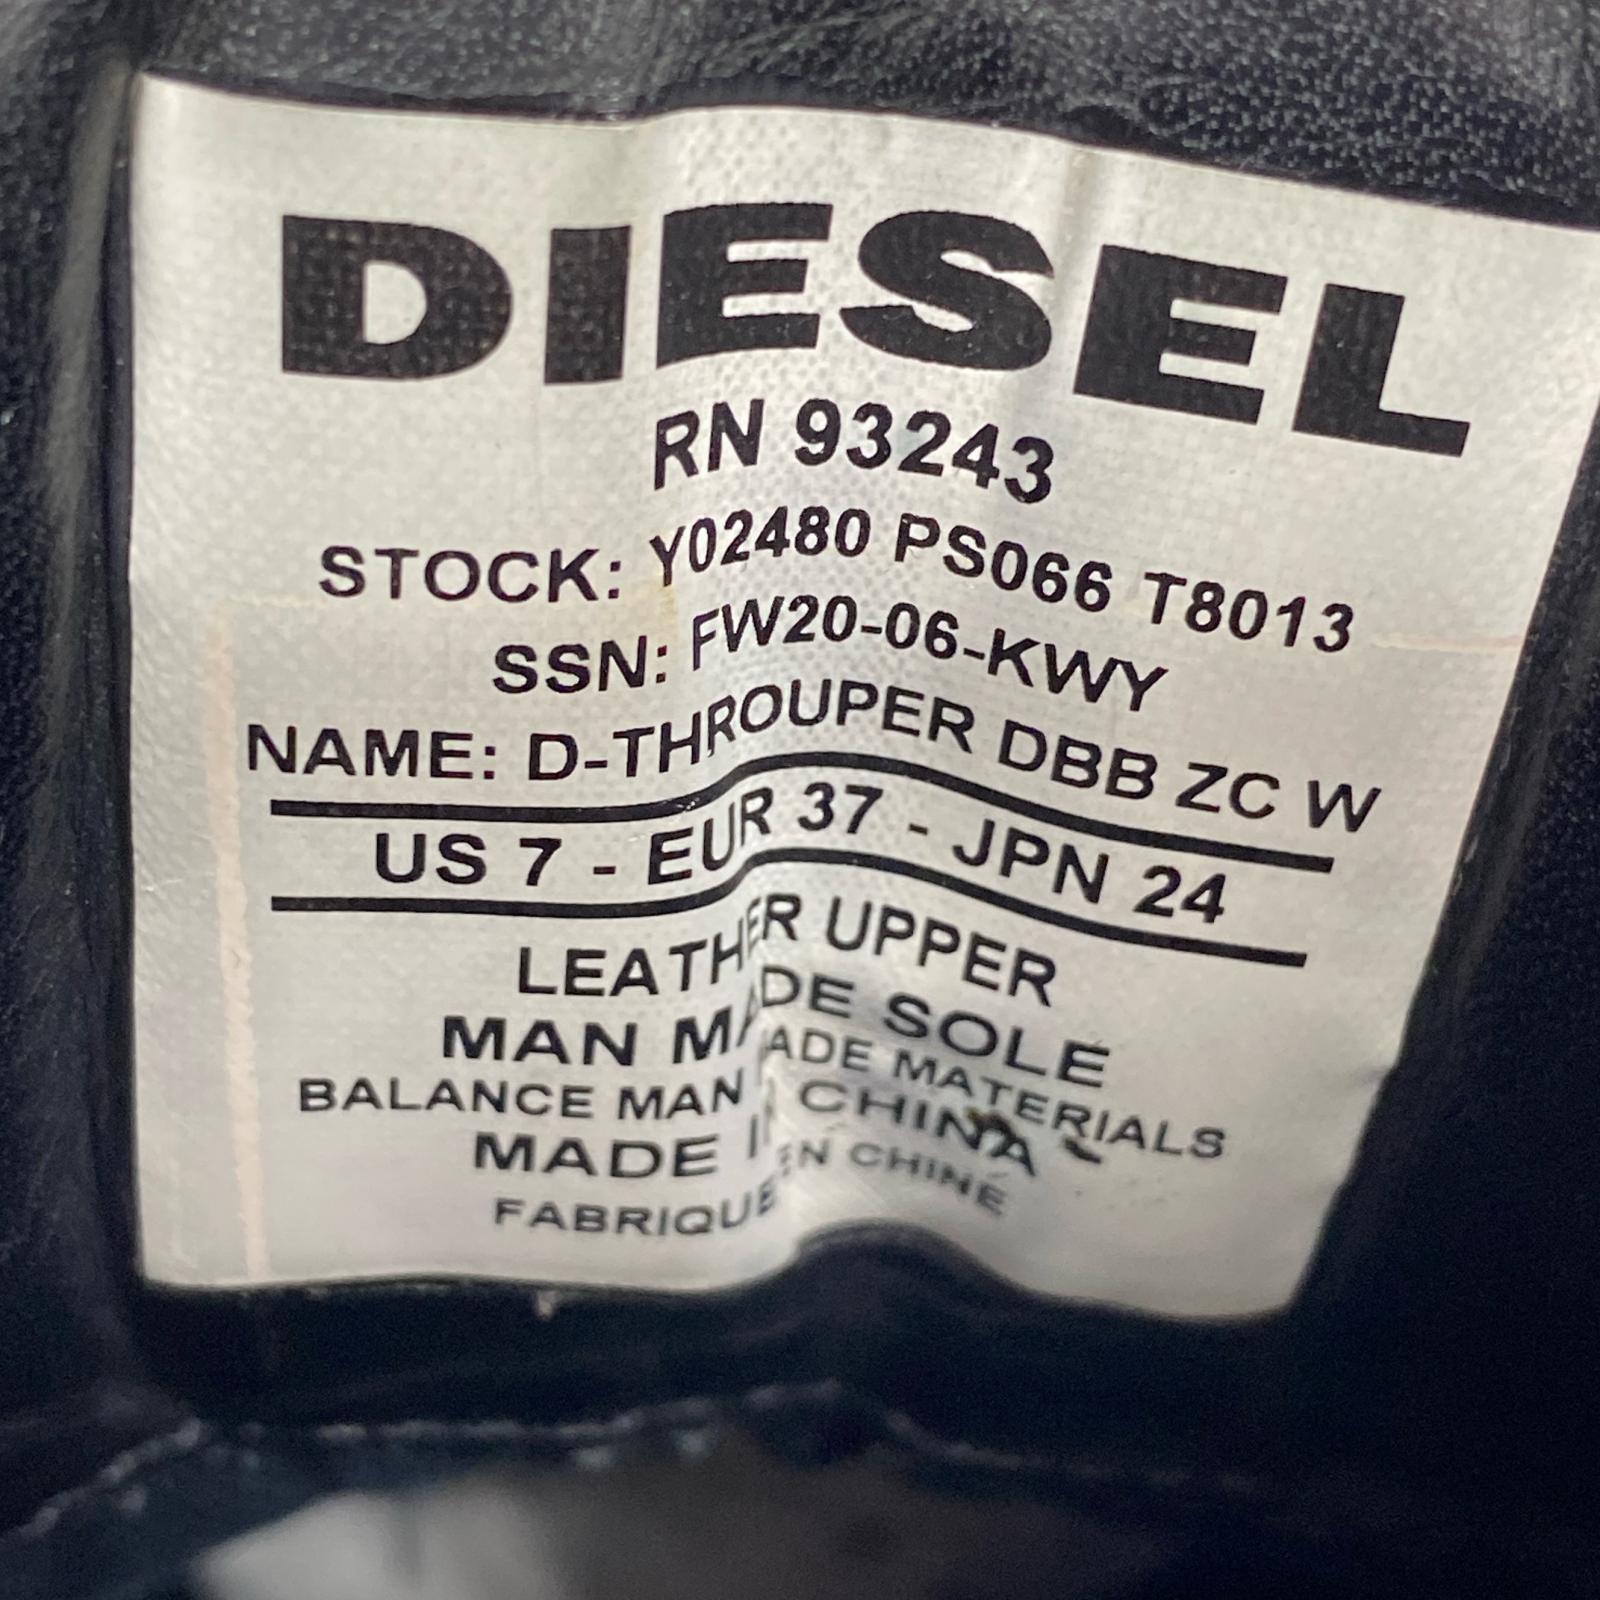 DIESEL
RN 93243
STOCK: Y02480 PS066 T8013
SSN: FW20-06-KWY
NAME: D-THROUPER DBB ZC W
US 7 - EUR 37 - JPN 24
LEATHER UPPER
MAN MADE SOLE
BALANCE MAN MADE MATERIALS
MADE IN CHINA
FABRIQUE EN CHINE